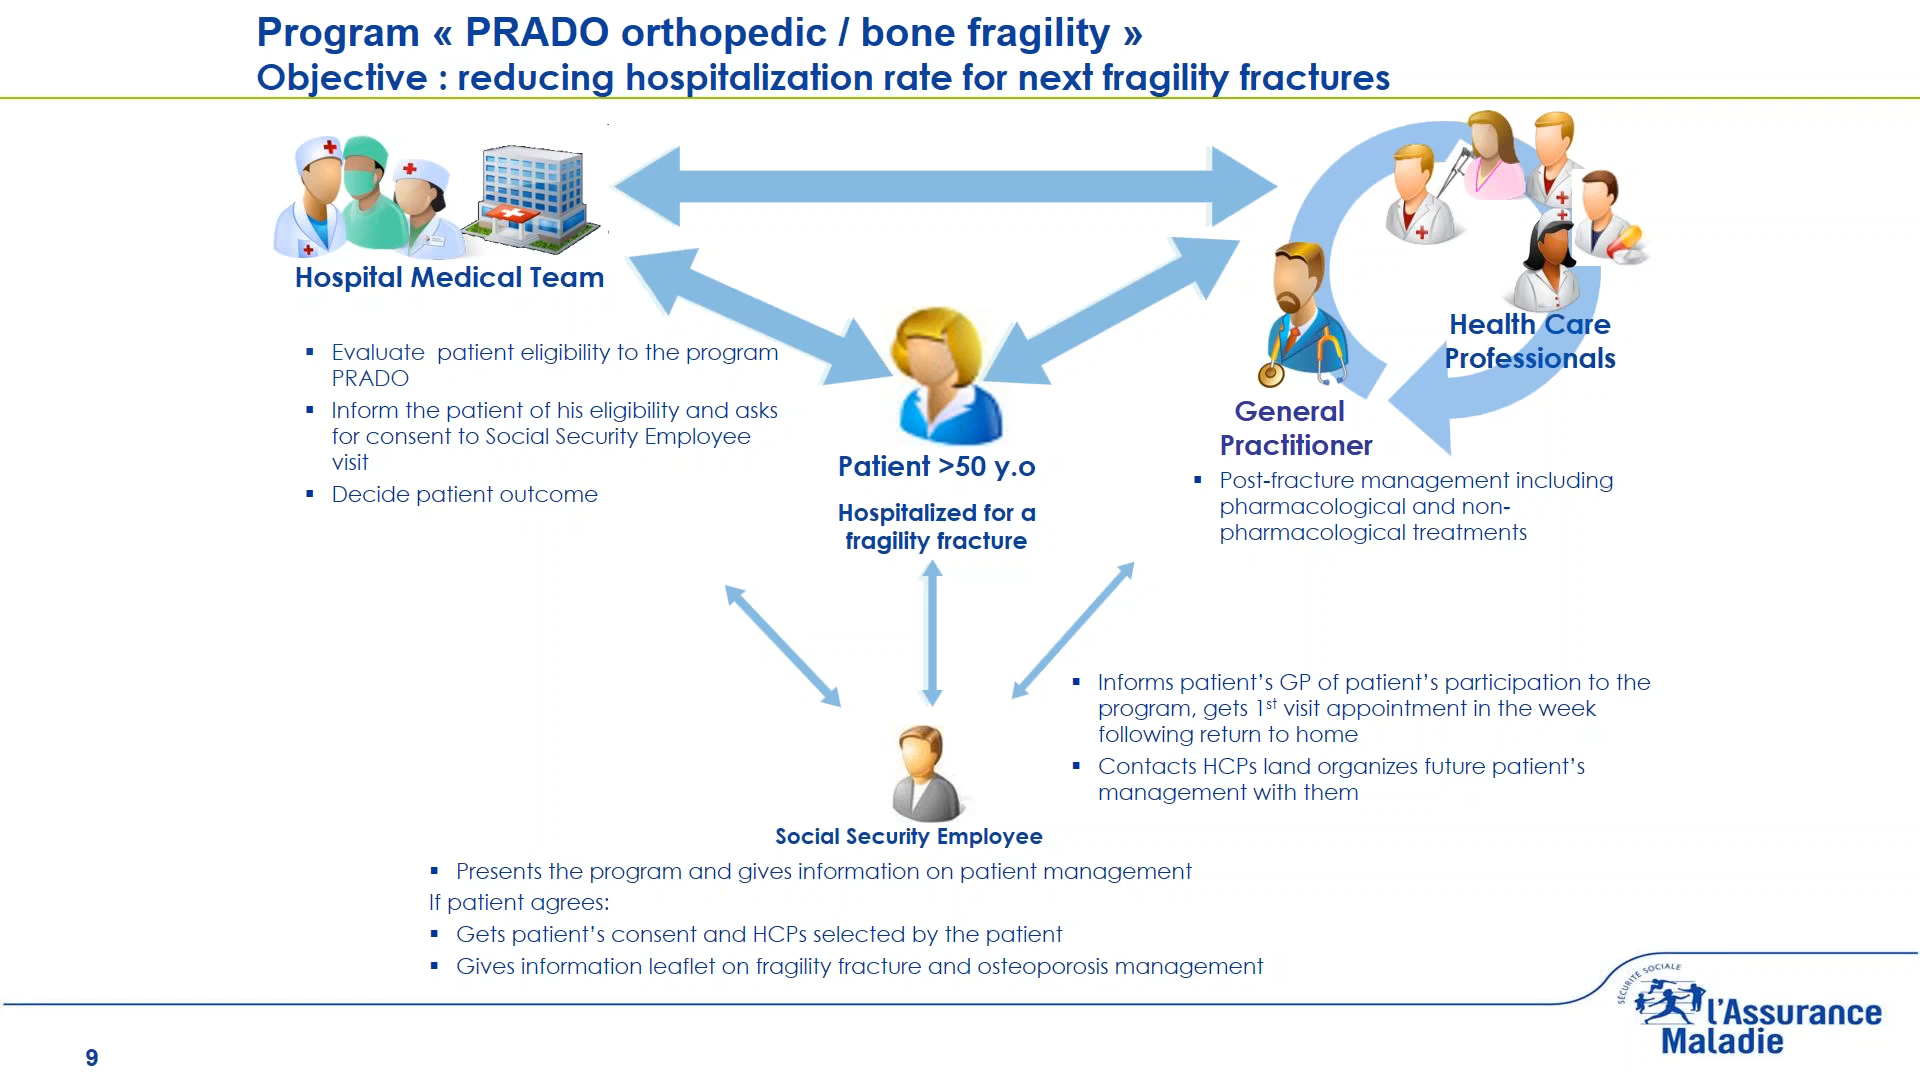 Program « PRADO orthopedic / bone fragility »
Objective : reducing hospitalization rate for next fragility fractures
Hospital Medical Team
▪ Evaluate  patient eligibility to the program
PRADO
▪ Inform the patient of his eligibility and asks
for consent to Social Security Employee
visit
▪ Decide patient outcome
Patient >50 y.o
Hospitalized for a
fragility fracture
Health Care
Professionals
General
Practitioner
▪ Post-fracture management including
pharmacological and non-
pharmacological treatments
▪ Informs patient’s GP of patient’s participation to the
program, gets 1st visit appointment in the week
following return to home
▪ Contacts HCPs land organizes future patient’s
management with them
Social Security Employee
▪ Presents the program and gives information on patient management
If patient agrees:
▪ Gets patient’s consent and HCPs selected by the patient
▪ Gives information leaflet on fragility fracture and osteoporosis management
SÉCURITÉ SOCIALE
l’Assurance
Maladie
9